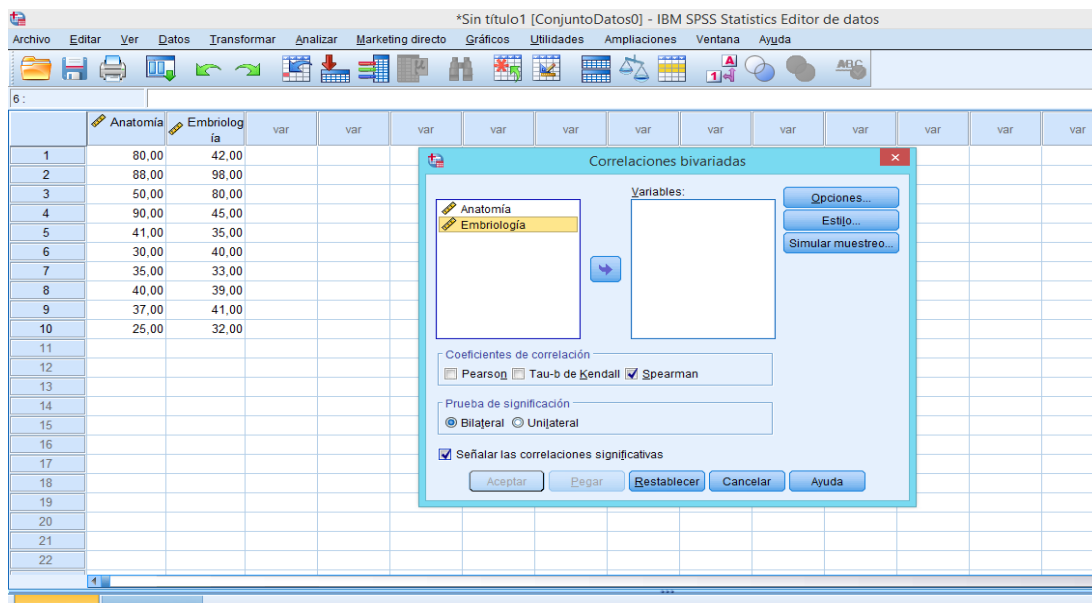 *Sin título1 [ConjuntoDatos0] - IBM SPSS Statistics Editor de datos
Archivo Editar Ver Datos Transformar Analizar Marketing directo Gráficos Utilidades Ampliaciones Ventana Ayuda
A
14
ABC
6 :
Anatomía Embriología var var var var var var var var var var var var
1 80,00 42,00
2 88,00 98,00
3 50,00 80,00
4 90,00 45,00
5 41,00 35,00
6 30,00 40,00
7 35,00 33,00
8 40,00 39,00
9 37,00 41,00
10 25,00 32,00
11
12
13
14
15
16
17
18
19
20
21
22
Correlaciones bivariadas
Variables:
Anatomía
Embriología
Opciones...
Estilo...
Simular muestreo...
Coeficientes de correlación
Pearson Tau-b de Kendall Spearman
Prueba de significación
Bilateral Unilateral
Señalar las correlaciones significativas
Aceptar Pegar Restablecer Cancelar Ayuda